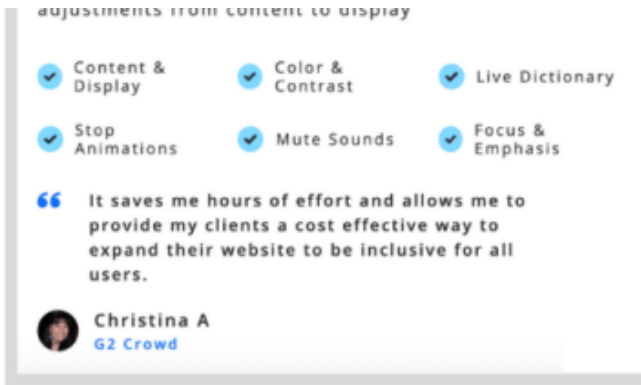 adjustments from content to display
Content &
Display
Color &
Contrast
Live Dictionary
Stop
Animations
Mute Sounds
Focus &
Emphasis
“ It saves me hours of effort and allows me to
provide my clients a cost effective way to
expand their website to be inclusive for all
users.
Christina A
G2 Crowd